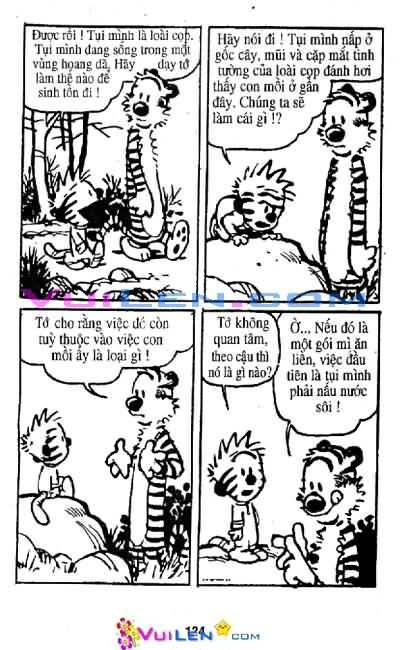 Được rồi ! Tụi mình là loài cọp.
Tụi mình đang sống trong một
vùng hoang dã. Hãy dạy tớ
làm thế nào để
sinh tồn đi !
Hãy nói đi ! Tụi mình nấp ở
gốc cây, mũi và cặp mắt tinh
tường của loài cọp đánh hơi
thấy con mồi ở gần
đây. Chúng ta sẽ
làm cái gì !?
Tớ cho rằng việc đó còn
tuỳ thuộc vào việc con
mồi ấy là loại gì !
Tớ không
quan tâm,
theo cậu thì
nó là gì nào?
Ờ... Nếu đó là
một gói mì ăn
liền, việc đầu
tiên là tụi mình
phải nấu nước
sôi !
VUILEN.COM
124
VUILEN.COM